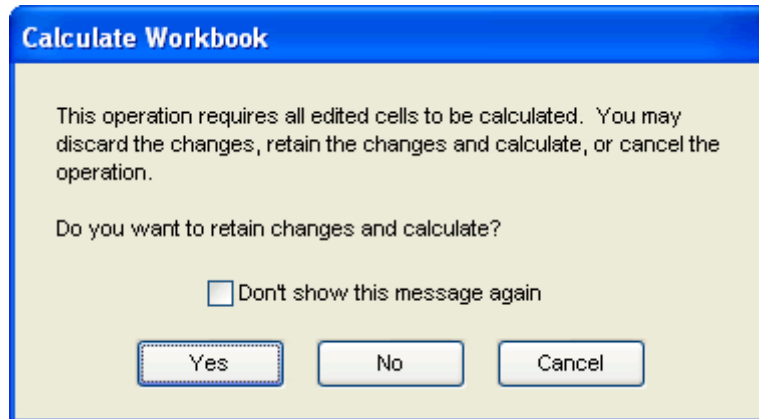 Calculate Workbook
This operation requires all edited cells to be calculated.  You may
discard the changes, retain the changes and calculate, or cancel the
operation.
Do you want to retain changes and calculate?
Don't show this message again
Yes
No
Cancel